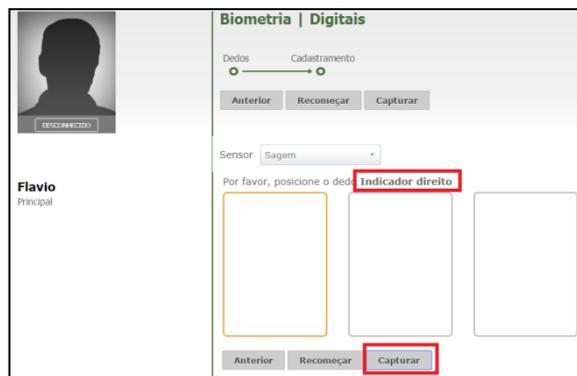 Biometria | Digitais
Dedos Cadastramento
Anterior Recomeçar Capturar
DESCONHECIDO
Sensor Sagem
Flavio
Principal
Por favor, posicione o dedo Indicador direito
Anterior Recomeçar Capturar